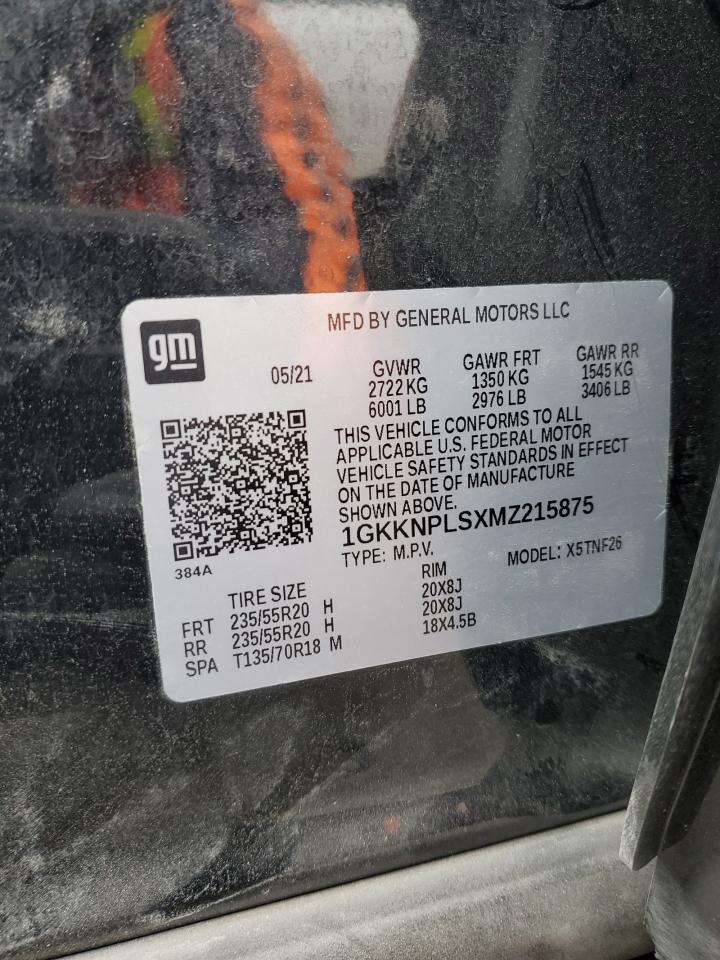 gm
MFD BY GENERAL MOTORS LLC
05/21
GVWR GAWR FRT GAWR RR
2722 KG 1350 KG 1545 KG
6001 LB 2976 LB 3406 LB
THIS VEHICLE CONFORMS TO ALL
APPLICABLE U.S. FEDERAL MOTOR
VEHICLE SAFETY STANDARDS IN EFFECT
ON THE DATE OF MANUFACTURE
SHOWN ABOVE.
1GKKNPLSXMZ215875
TYPE: M.P.V. MODEL: X5TNF26
384A
TIRE SIZE RIM
FRT 235/55R20 H 20X8J
RR 235/55R20 H 20X8J
SPA T135/70R18 M 18X4.5B